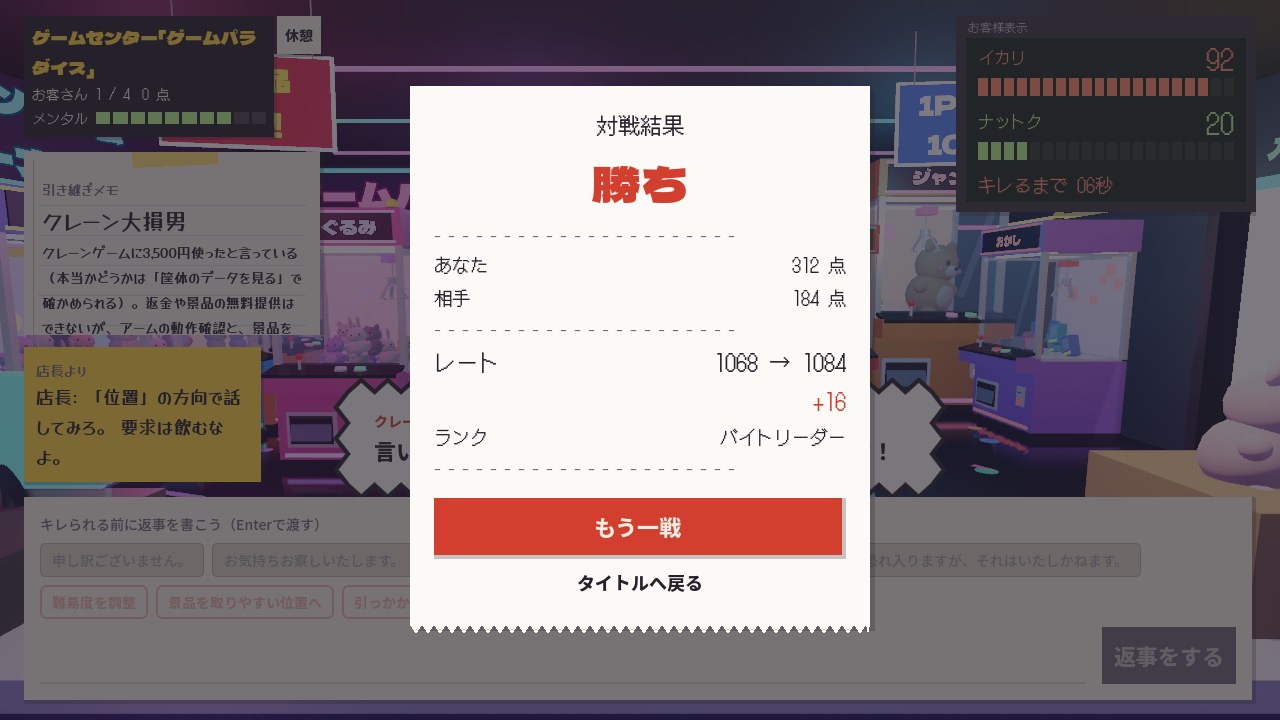 ゲームセンター「ゲームパラ
ダイス」
休憩
お客さん 1/4 0 点
メンタル
引き継ぎメモ
クレーン大損男
クレーンゲームに3,500円使ったと言っている
（本当かどうかは「筐体のデータを見る」で
確かめられる）。返金や景品の無料提供は
できないが、アームの動作確認と、景品を
店長より
店長: 「位置」の方向で話
してみろ。 要求は飲むな
よ。
お客様表示
イカリ 92
ナットク 20
キレるまで 06秒
1P
10
ジャン
ーム
ぐるみ
おかし
クレー
言い
！
対戦結果
勝ち
あなた 312 点
相手 184 点
レート 1068 → 1084
+16
ランク バイトリーダー
もう一戦
タイトルへ戻る
キレられる前に返事を書こう（Enterで渡す）
申し訳ございません。
お気持ちお察しいたします。
れ入りますが、それはいたしかねます。
難易度を調整
景品を取りやすい位置へ
引っかか
返事をする